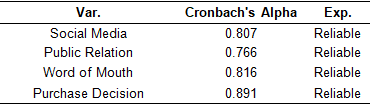 Var. Cronbach's Alpha Exp.
Social Media 0.807 Reliable
Public Relation 0.766 Reliable
Word of Mouth 0.816 Reliable
Purchase Decision 0.891 Reliable